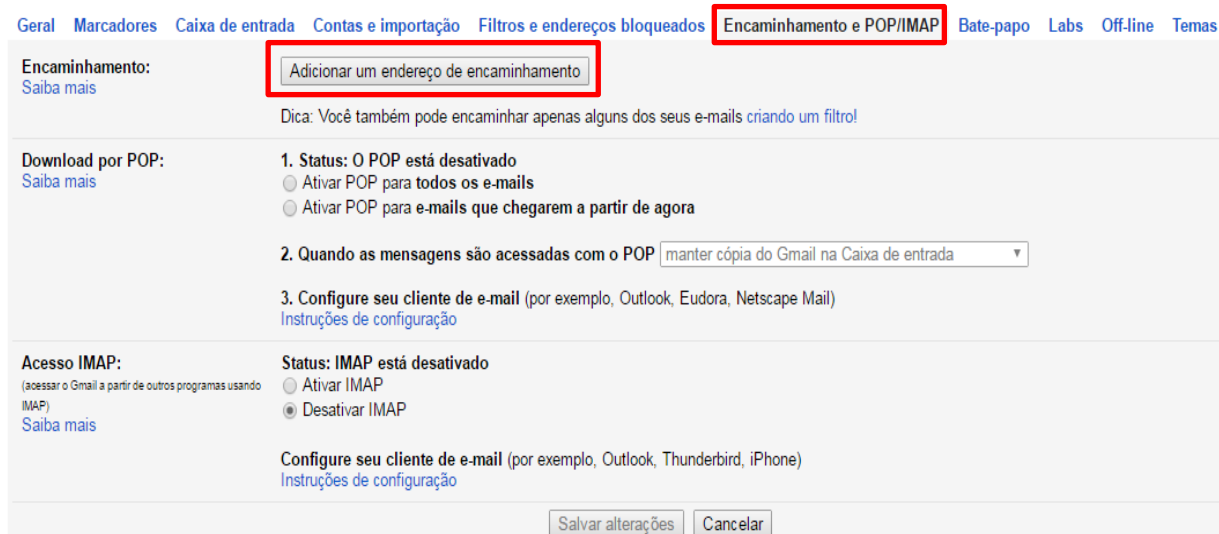 Geral Marcadores Caixa de entrada Contas e importação Filtros e endereços bloqueados Encaminhamento e POP/IMAP Bate-papo Labs Off-line Temas
Encaminhamento:
Saiba mais
Adicionar um endereço de encaminhamento
Dica: Você também pode encaminhar apenas alguns dos seus e-mails criando um filtro!
Download por POP:
Saiba mais
1. Status: O POP está desativado
Ativar POP para todos os e-mails
Ativar POP para e-mails que chegarem a partir de agora
2. Quando as mensagens são acessadas com o POP manter cópia do Gmail na Caixa de entrada
3. Configure seu cliente de e-mail (por exemplo, Outlook, Eudora, Netscape Mail)
Instruções de configuração
Acesso IMAP:
(acessar o Gmail a partir de outros programas usando
IMAP)
Saiba mais
Status: IMAP está desativado
Ativar IMAP
Desativar IMAP
Configure seu cliente de e-mail (por exemplo, Outlook, Thunderbird, iPhone)
Instruções de configuração
Salvar alterações Cancelar